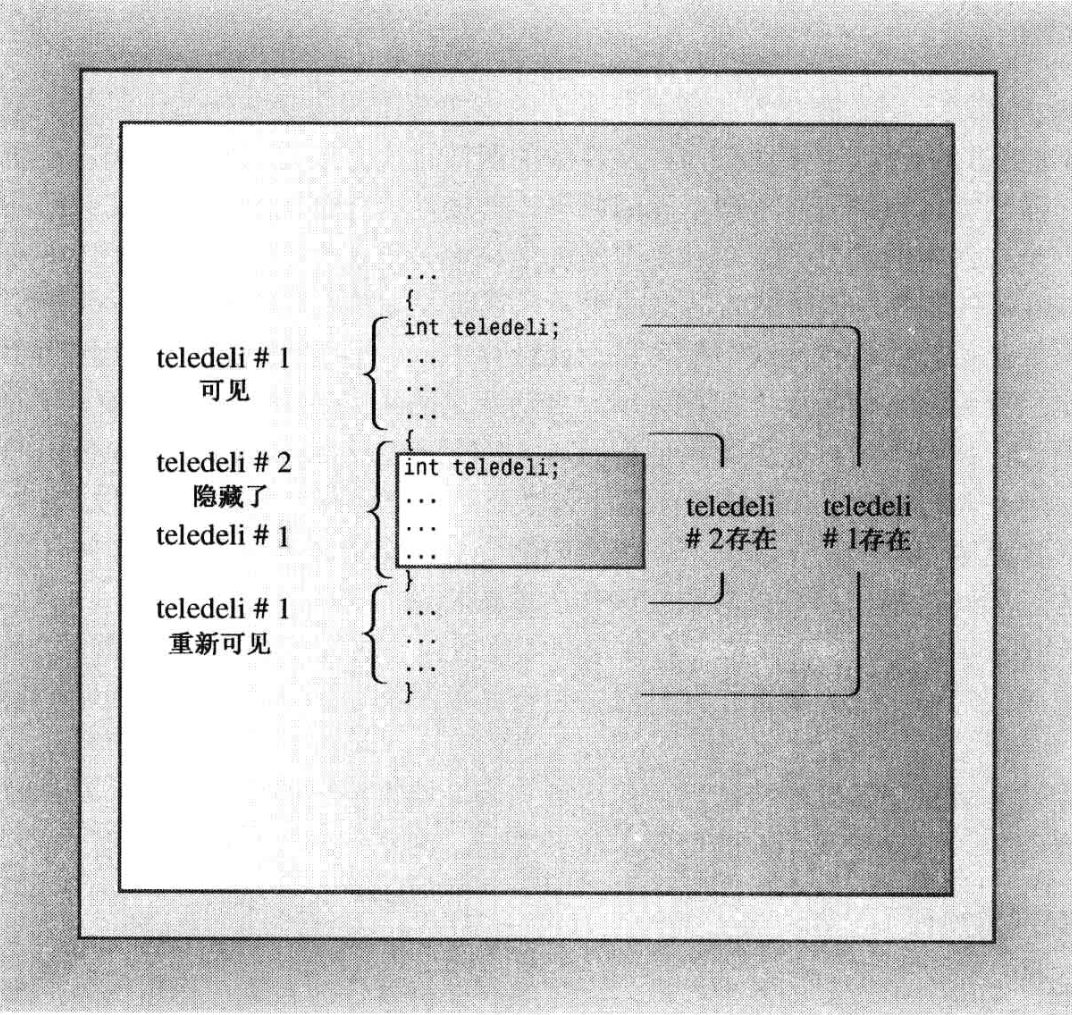 ...
{
int teledeli;
...
...
...
{
int teledeli;
...
...
...
}
...
...
...
}
teledeli # 1
可见
teledeli # 2
隐藏了
teledeli # 1
teledeli # 1
重新可见
teledeli
# 2存在
teledeli
# 1存在